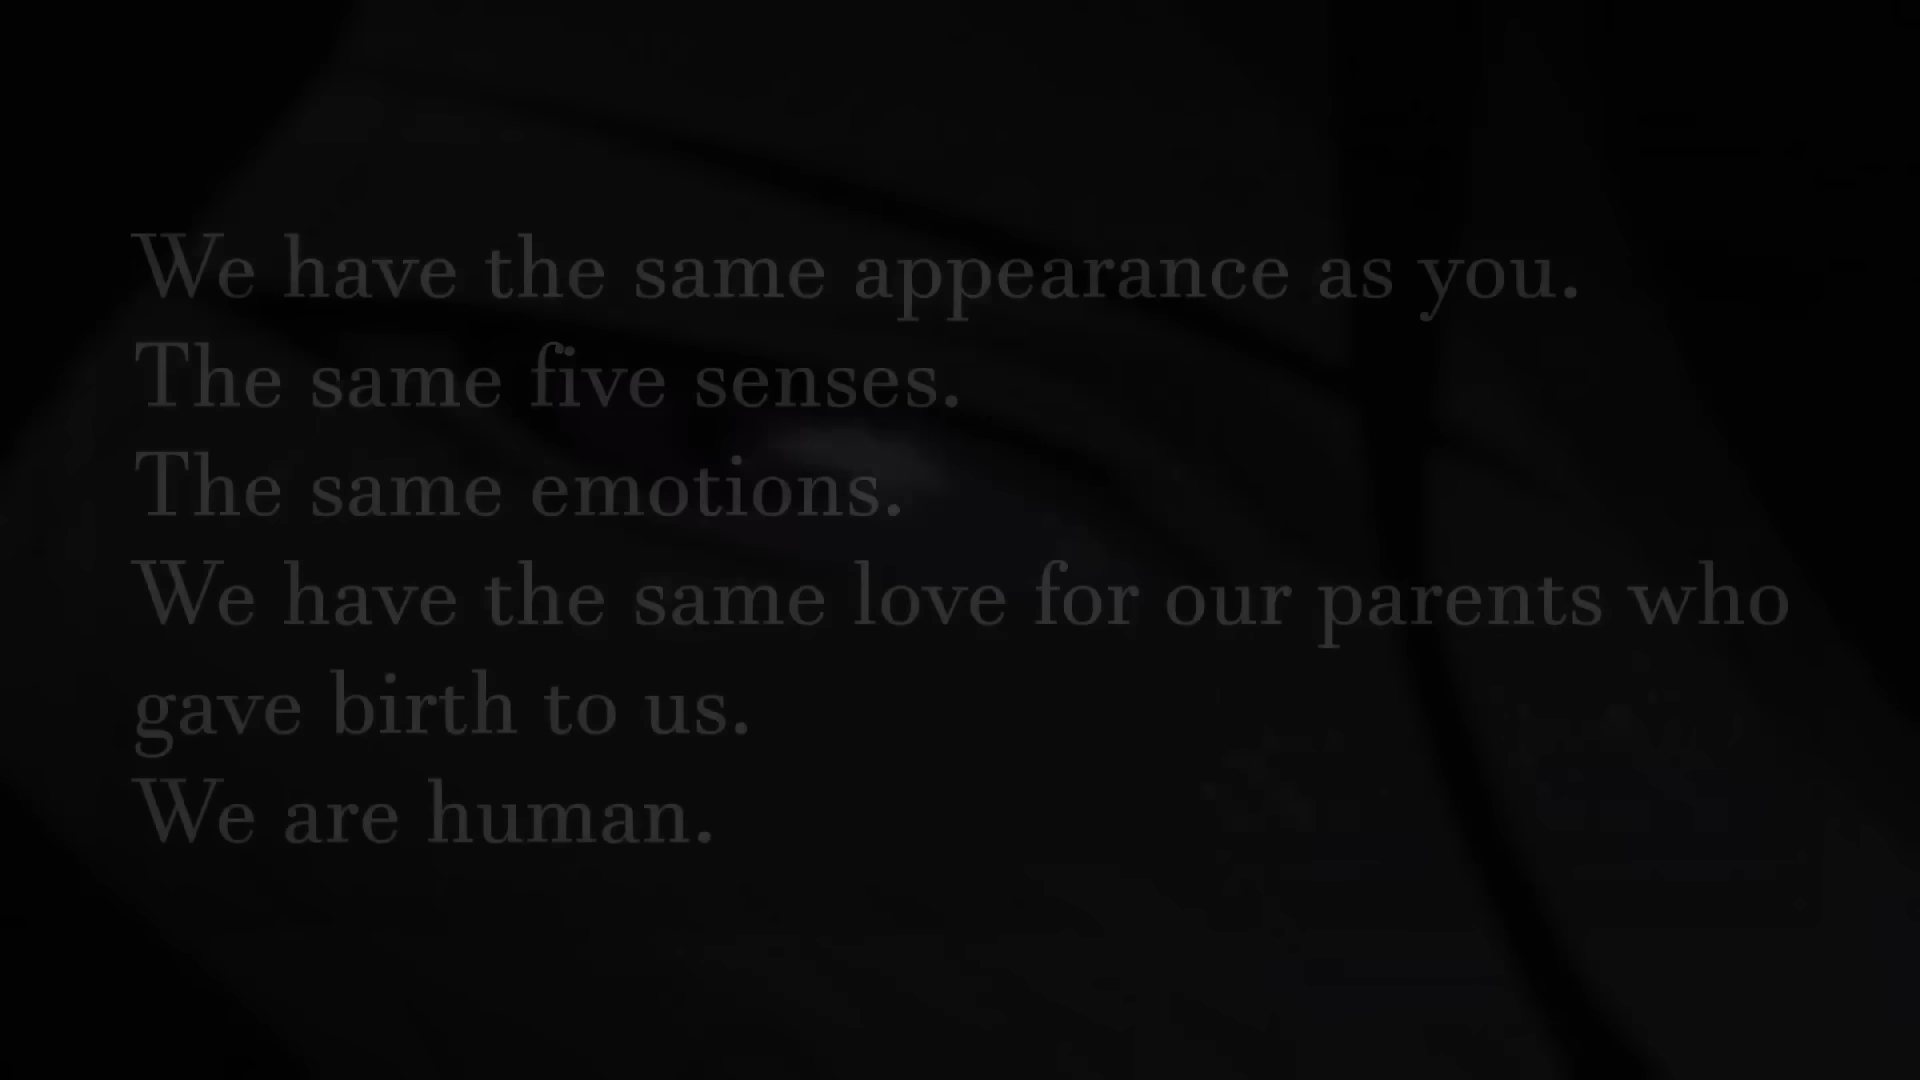 We have the same appearance as you.
The same five senses.
The same emotions.
We have the same love for our parents who
gave birth to us.
We are human.